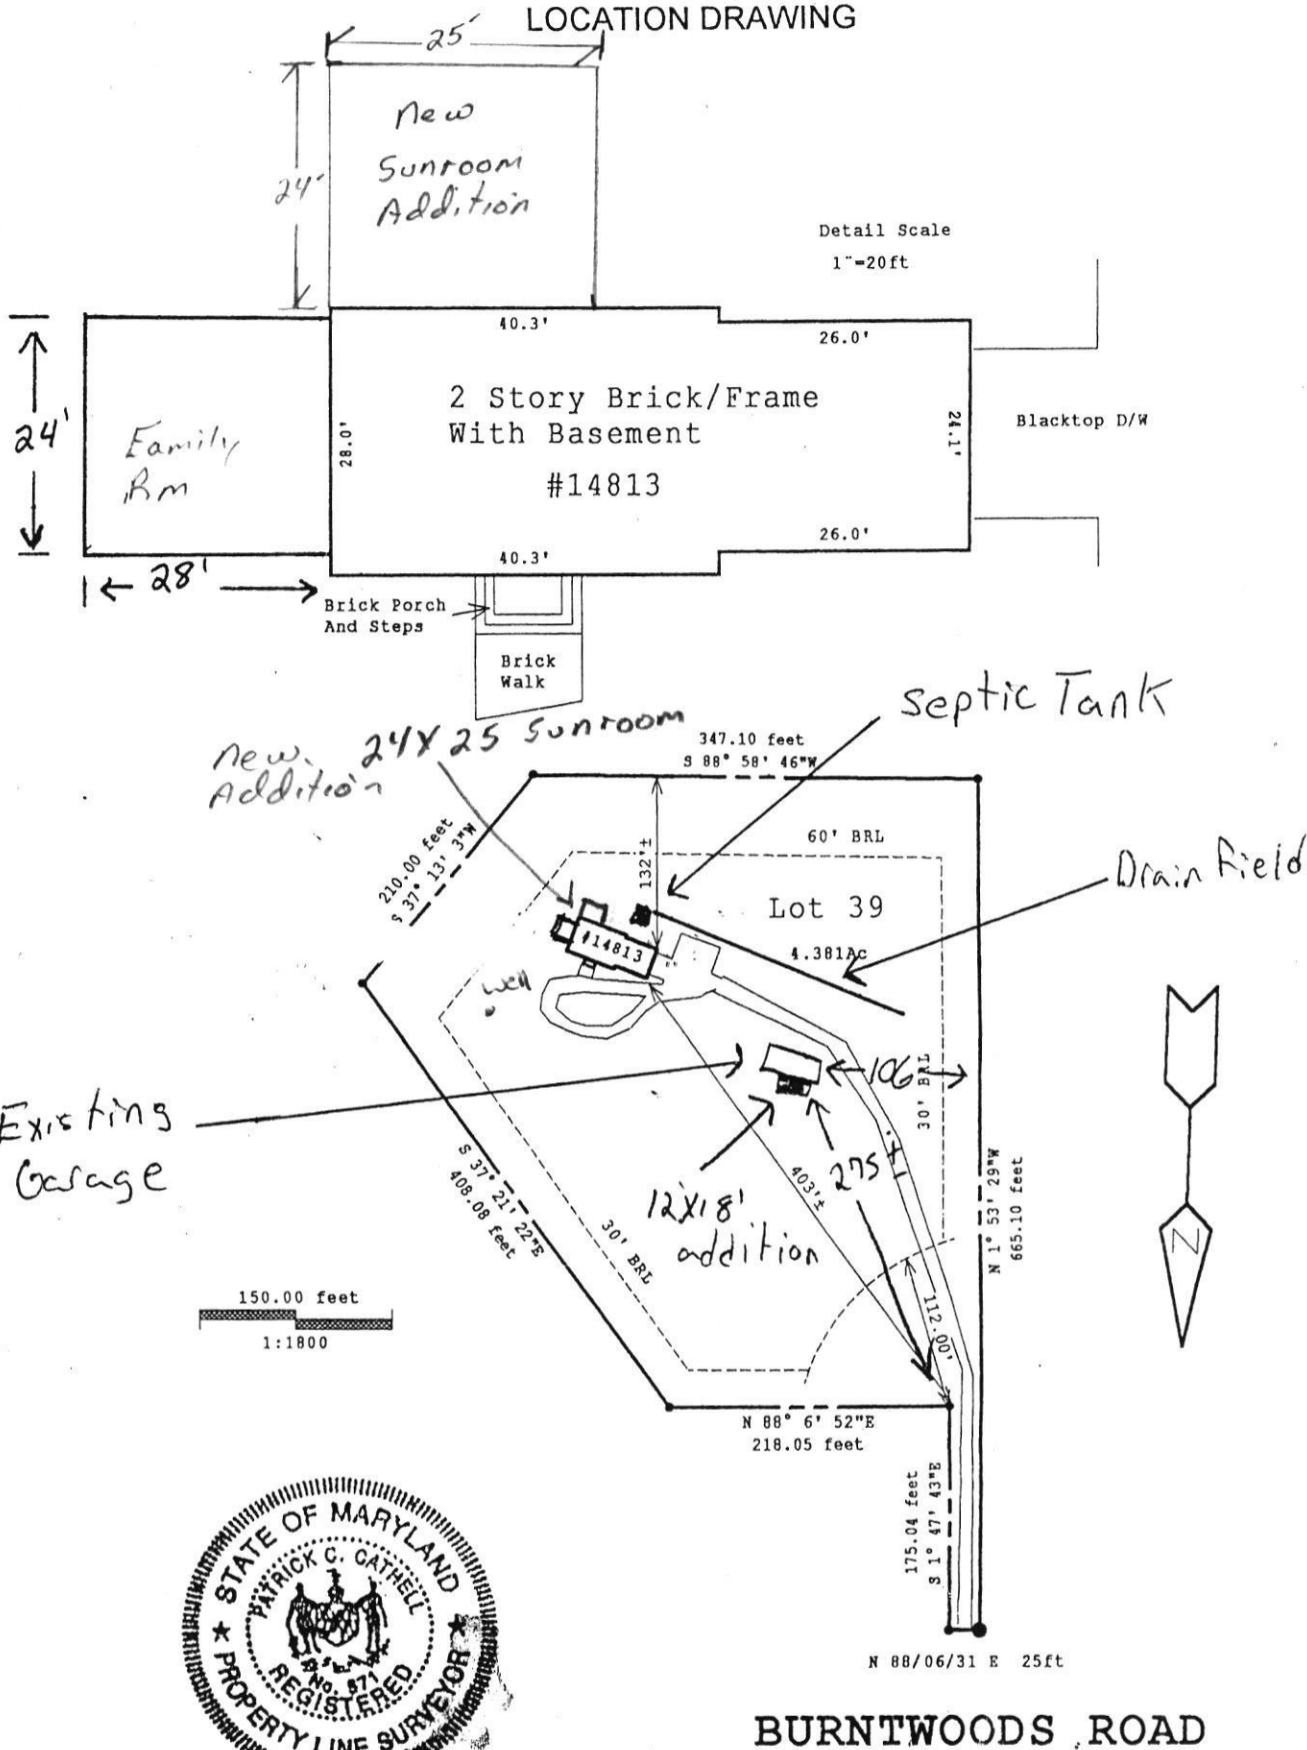 LOCATION DRAWING
25'
New
Sunroom
Addition
24'
Detail Scale
1"=20ft
40.3'
26.0'
24'
Family
Rm
28.0'
2 Story Brick/Frame
With Basement
#14813
24.1'
Blacktop D/W
40.3'
26.0'
28'
Brick Porch
And Steps
Brick
Walk
Septic Tank
New 24X25 Sunroom
Addition
347.10 feet
S 88° 58' 46"W
210.00 feet
S 37° 13' 3"W
60' BRL
132'±
Drain Field
Lot 39
4.381Ac
#14813
well
106
30' BRL
Existing
Garage
S 37° 21' 22"E
408.08 feet
12'X18'
addition
403'±
275
N 1° 53' 29"W
665.10 feet
N
30' BRL
112.00'
150.00 feet
1:1800
N 88° 6' 52"E
218.05 feet
175.04 feet
S 1° 47' 43"E
STATE OF MARYLAND
PATRICK C. CATHELL
No. 571
REGISTERED
PROPERTY LINE SURVEYOR
N 88/06/31 E 25ft
BURNTWOODS ROAD